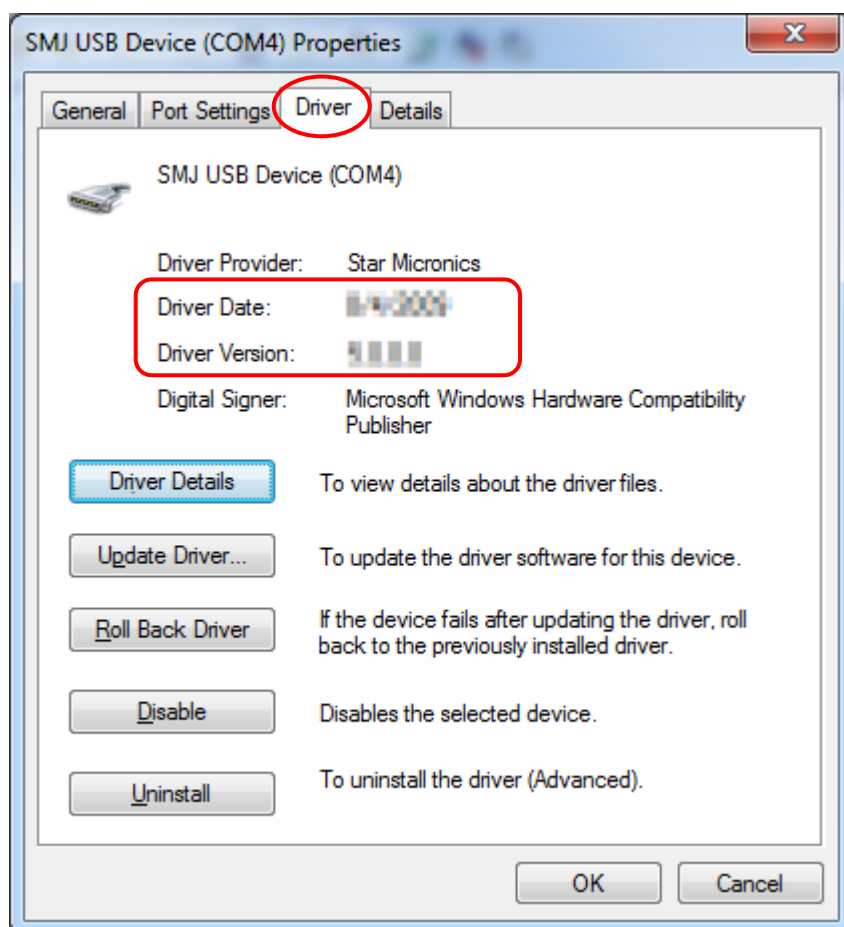 SMJ USB Device (COM4) Properties
General Port Settings Driver Details
SMJ USB Device (COM4)
Driver Provider: Star Micronics
Driver Date:
Driver Version:
Digital Signer: Microsoft Windows Hardware Compatibility
Publisher
Driver Details To view details about the driver files.
Update Driver... To update the driver software for this device.
Roll Back Driver If the device fails after updating the driver, roll
back to the previously installed driver.
Disable Disables the selected device.
Uninstall To uninstall the driver (Advanced).
OK Cancel